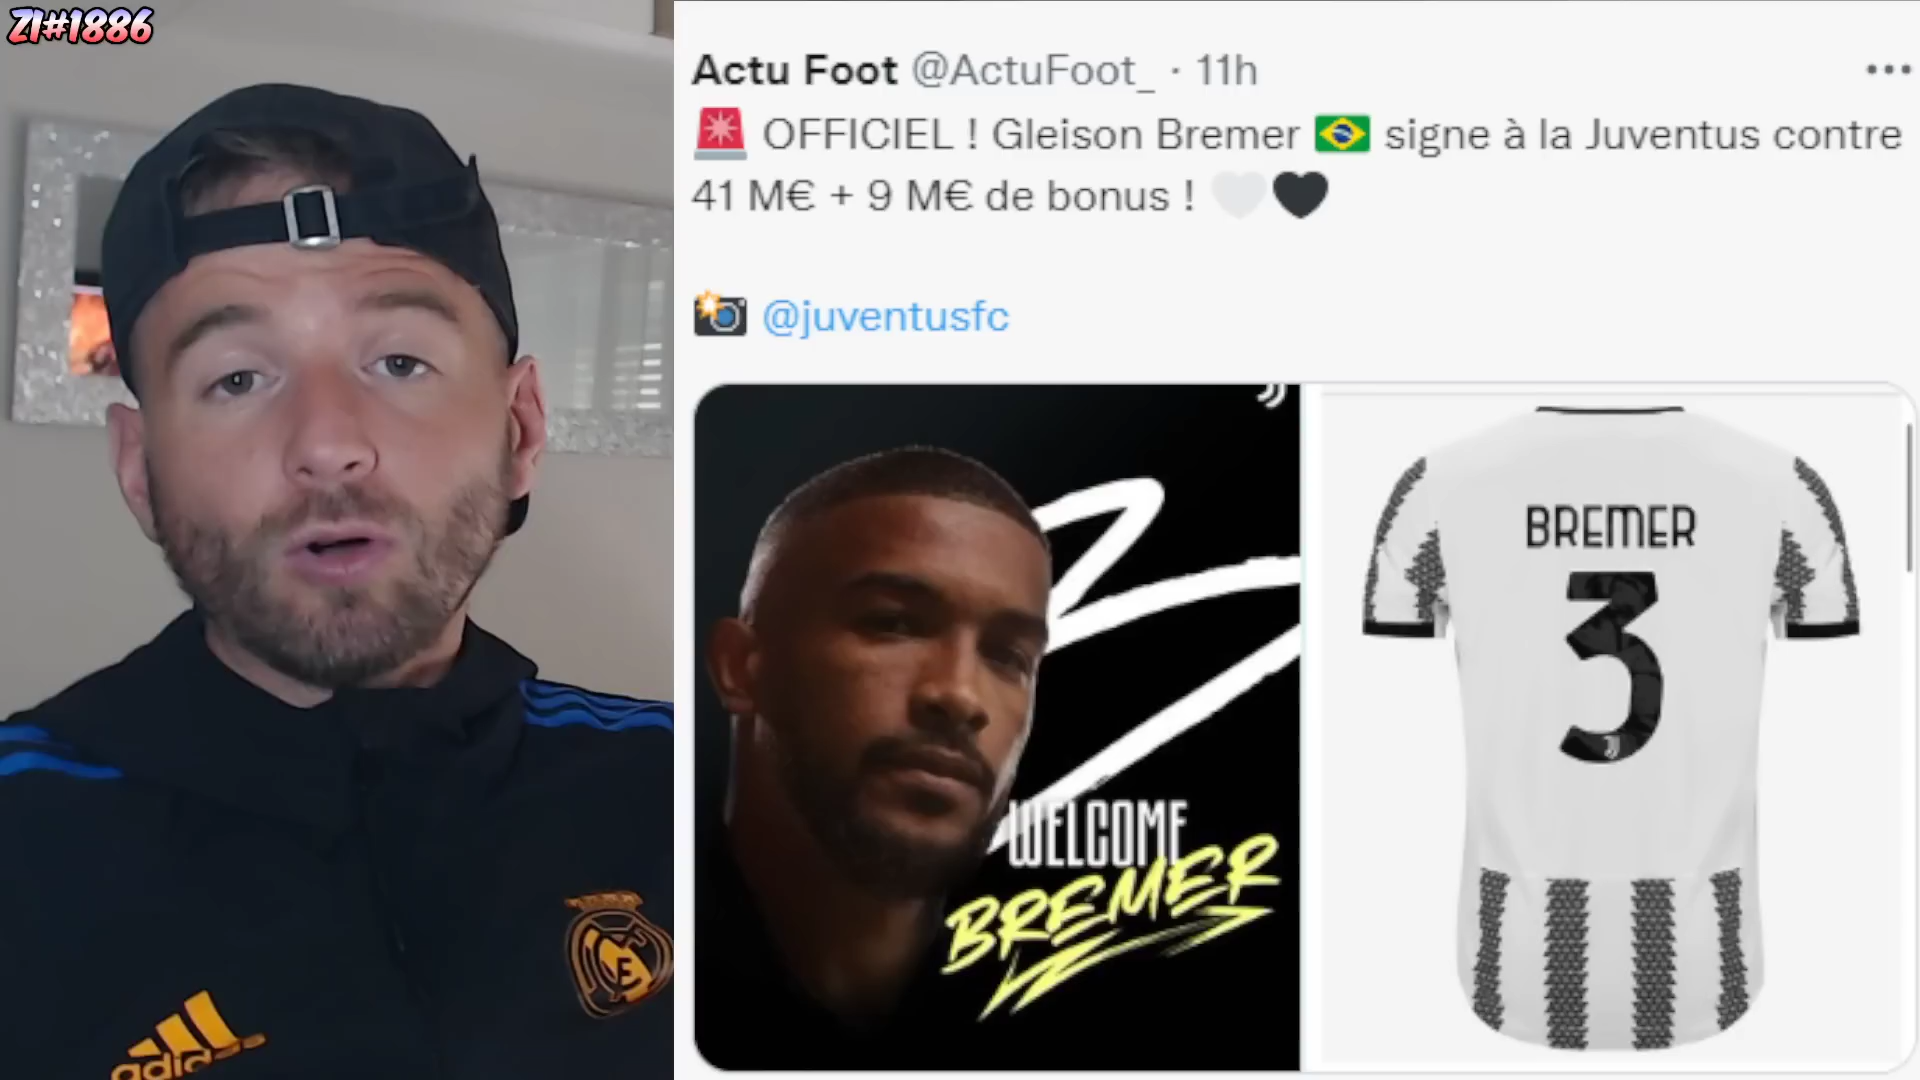 ZI#1886
Actu Foot @ActuFoot_ · 11h
🚨 OFFICIEL ! Gleison Bremer 🇧🇷 signe à la Juventus contre
41 M€ + 9 M€ de bonus ! 🤍🖤
📸 @juventusfc
BREMER
3
WELCOME
BREMER
adidas